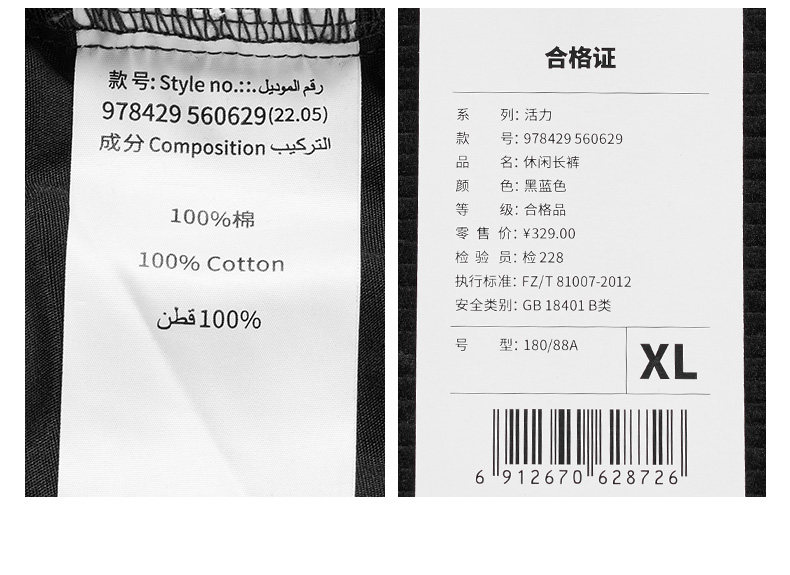 款号: Style no.::. رقم الموديل
978429 560629(22.05)
成分 Composition التركيب
100%棉
100% Cotton
100% قطن
合格证
系 列: 活力
款 号: 978429 560629
品 名: 休闲长裤
颜 色: 黑蓝色
等 级: 合格品
零 售 价: ¥329.00
检 验 员: 检 228
执行标准: FZ/T 81007-2012
安全类别: GB 18401 B类
号 型: 180/88A
XL
6 912670 628726